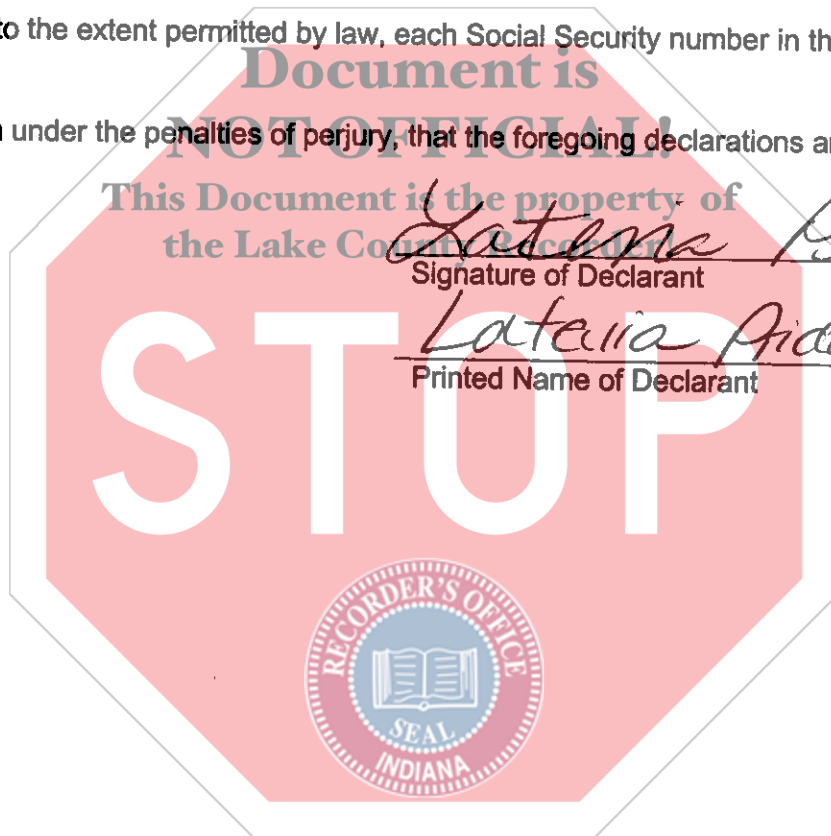 to the extent permitted by law, each Social Security number in th
Document is
under the penalties of perjury, that the foregoing declarations a
NOT OFFICIAL!
This Document is the property of
the Lake County Recorder!
Signature of Declarant
Printed Name of Declarant
STOP
RECORDER'S OFFICE
SEAL
INDIANA